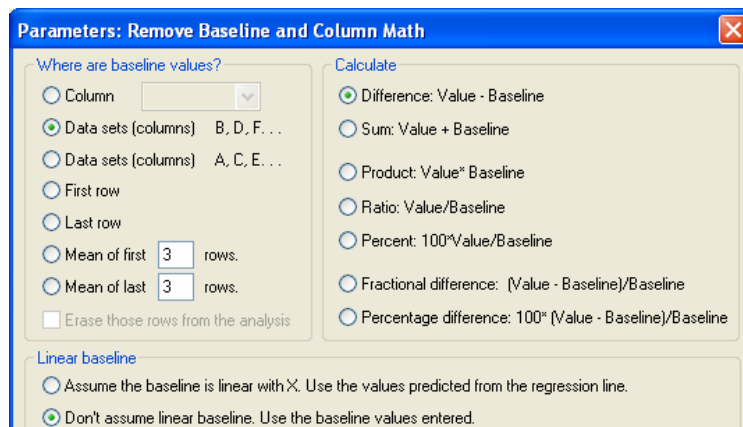 Parameters: Remove Baseline and Column Math
Where are baseline values?
Column
Data sets (columns) B, D, F. . .
Data sets (columns) A, C, E. . .
First row
Last row
Mean of first 3 rows.
Mean of last 3 rows.
Erase those rows from the analysis
Calculate
Difference: Value - Baseline
Sum: Value + Baseline
Product: Value* Baseline
Ratio: Value/Baseline
Percent: 100*Value/Baseline
Fractional difference: (Value - Baseline)/Baseline
Percentage difference: 100* (Value - Baseline)/Baseline
Linear baseline
Assume the baseline is linear with X. Use the values predicted from the regression line.
Don't assume linear baseline. Use the baseline values entered.